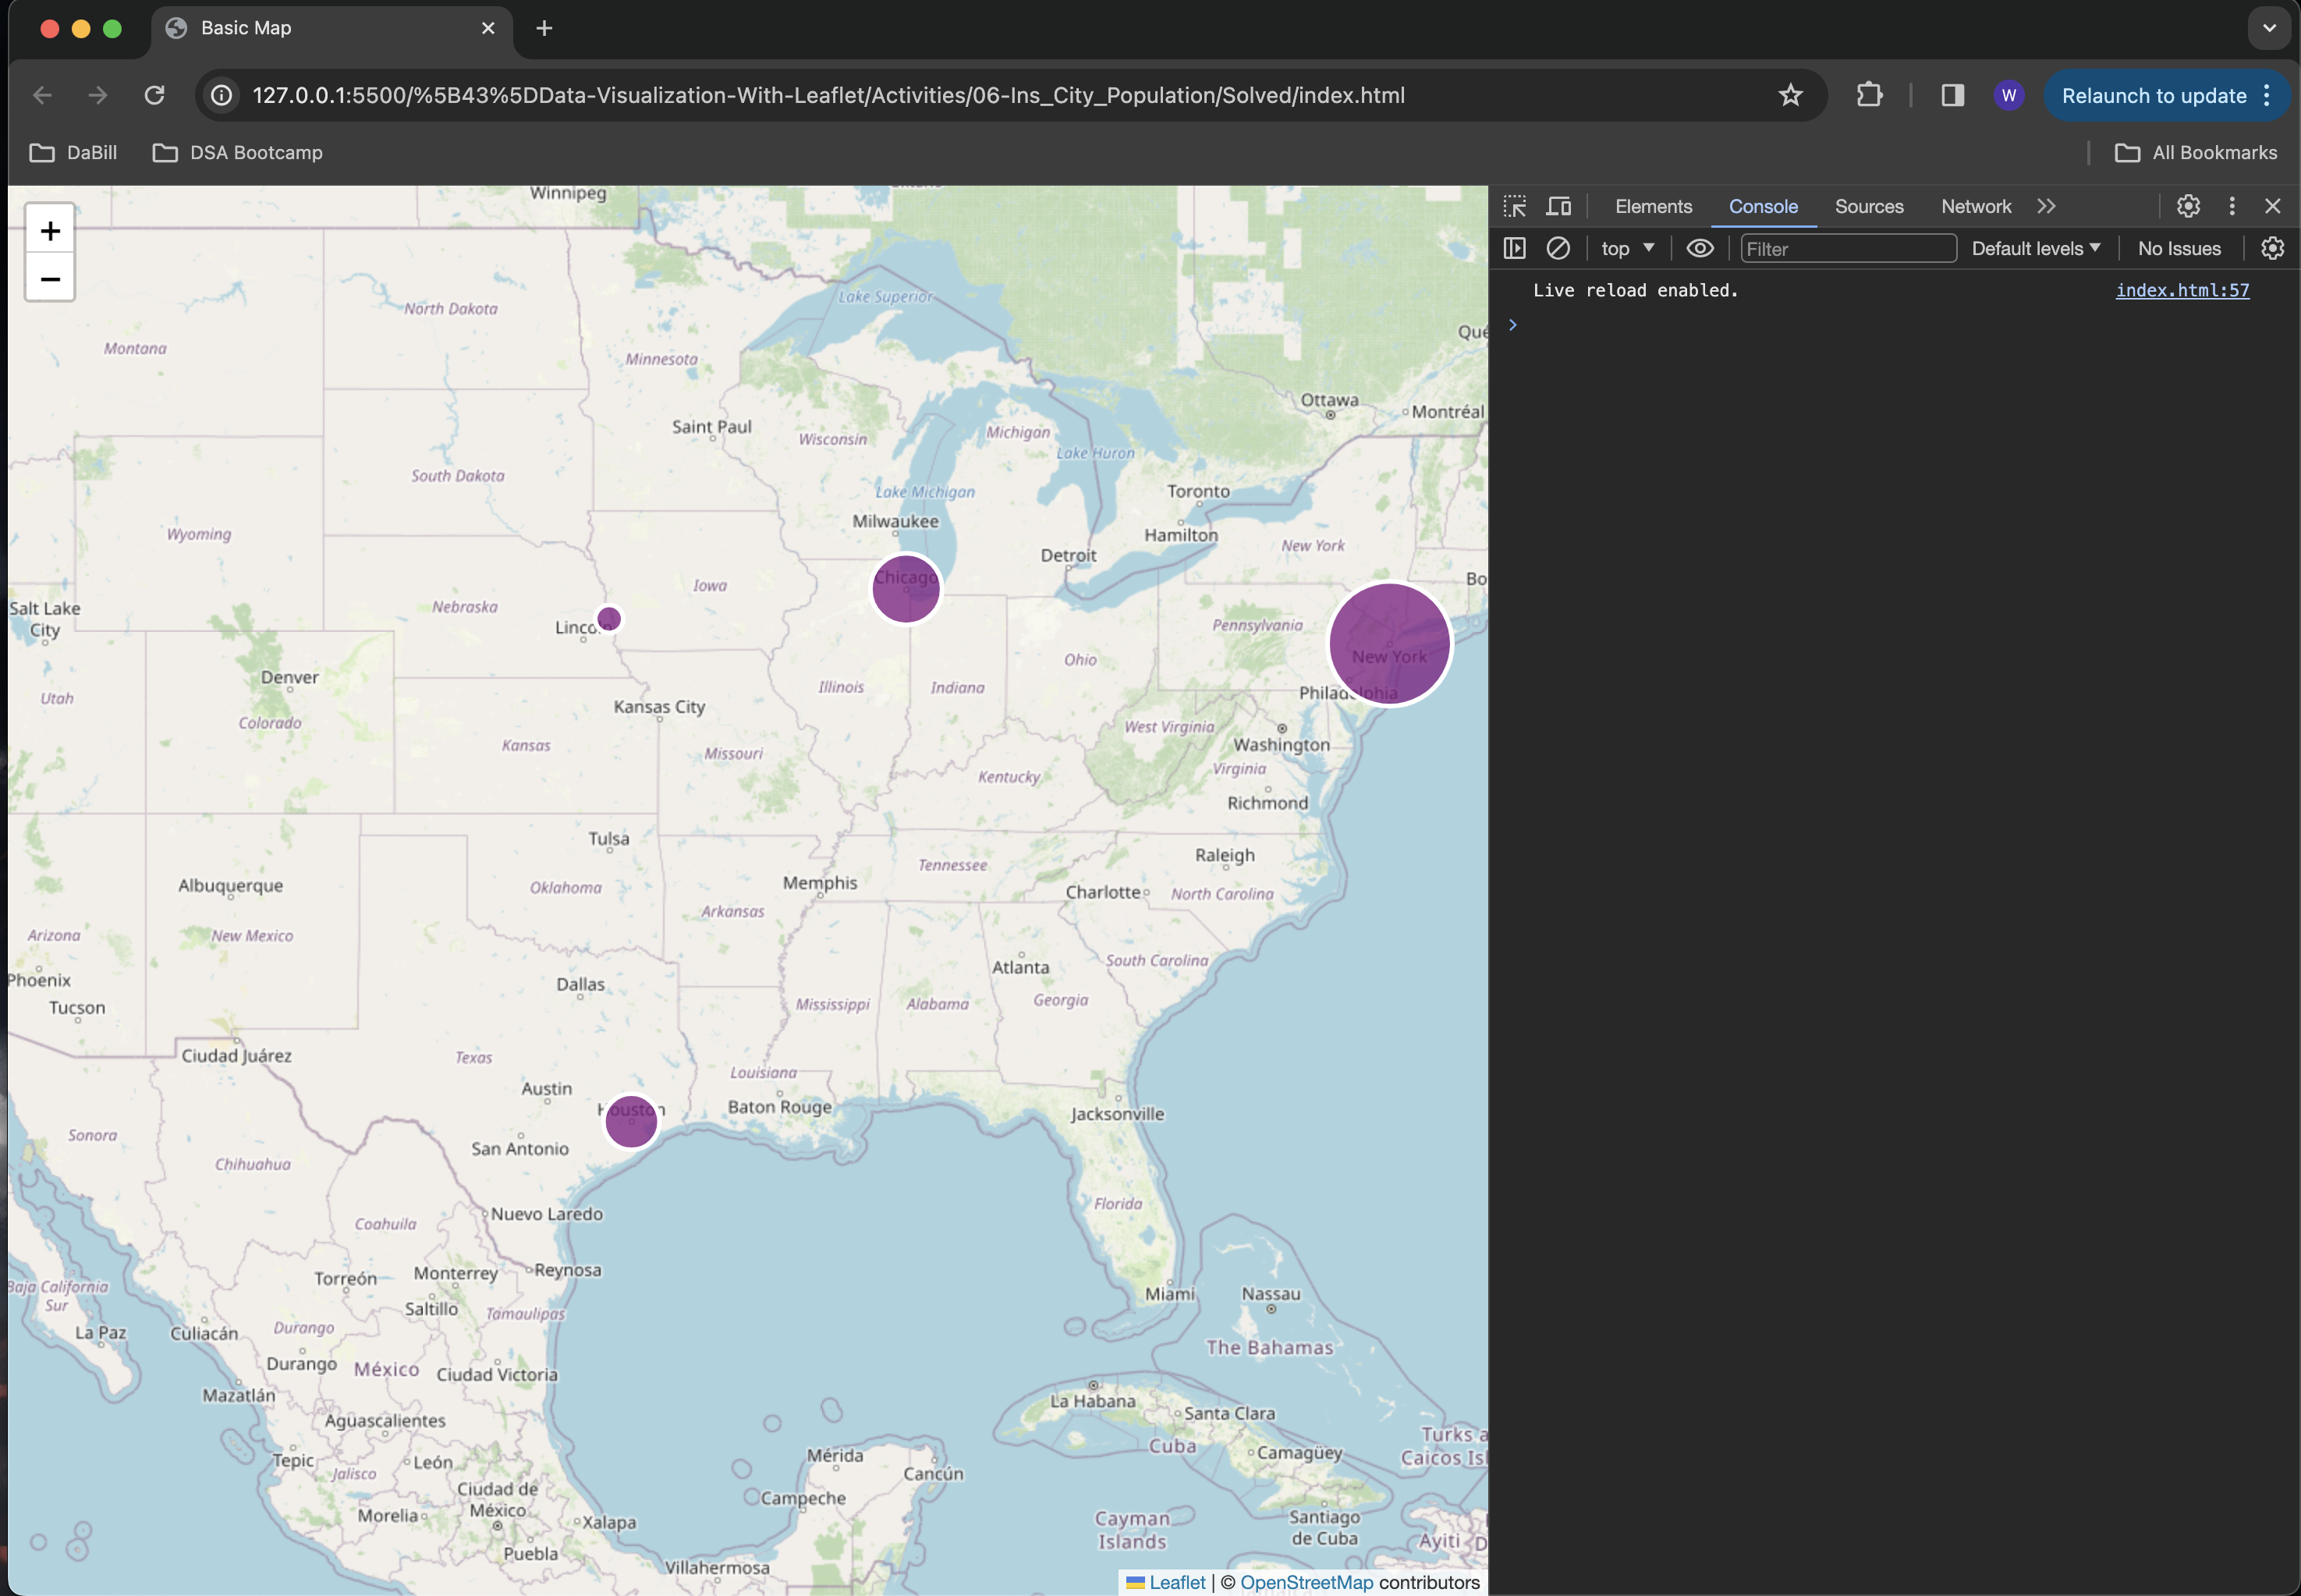 Basic Map
127.0.0.1:5500/%5B43%5DData-Visualization-With-Leaflet/Activities/06-Ins_City_Population/Solved/index.html
W
Relaunch to update
DaBill
DSA Bootcamp
All Bookmarks
Elements
Console
Sources
Network
top
Filter
Default levels
No Issues
Live reload enabled.
index.html:57
+
−
Winnipeg
North Dakota
Lake Superior
Montana
Minnesota
Ottawa
Montréal
Saint Paul
Wisconsin
Michigan
Lake Huron
South Dakota
Lake Michigan
Toronto
Milwaukee
Wyoming
Hamilton
New York
Detroit
Chicago
Iowa
Nebraska
Salt Lake
City
Pennsylvania
New York
Ohio
Denver
Illinois
Indiana
Philadelphia
Utah
Kansas City
Colorado
West Virginia
Washington
Kansas
Missouri
Virginia
Kentucky
Richmond
Tulsa
Raleigh
Tennessee
Memphis
Albuquerque
Oklahoma
Charlotte
North Carolina
Arkansas
Arizona
New Mexico
South Carolina
Atlanta
Phoenix
Dallas
Tucson
Mississippi
Alabama
Georgia
Ciudad Juárez
Texas
Louisiana
Austin
Houston
Baton Rouge
Jacksonville
Sonora
San Antonio
Chihuahua
Florida
Nuevo Laredo
Coahuila
Reynosa
Monterrey
Torreón
Baja California
Sur
Miami
Nassau
Saltillo
Tamaulipas
Durango
La Paz
Culiacán
The Bahamas
Durango
México
Ciudad Victoria
Mazatlán
La Habana
Santa Clara
Aguascalientes
Cuba
Camagüey
Mérida
Tepic
León
Jalisco
Cancún
Ciudad de
México
Campeche
Morelia
Xalapa
Cayman
Islands
Santiago
de Cuba
Ayiti
Puebla
Villahermosa
Leaflet | © OpenStreetMap contributors